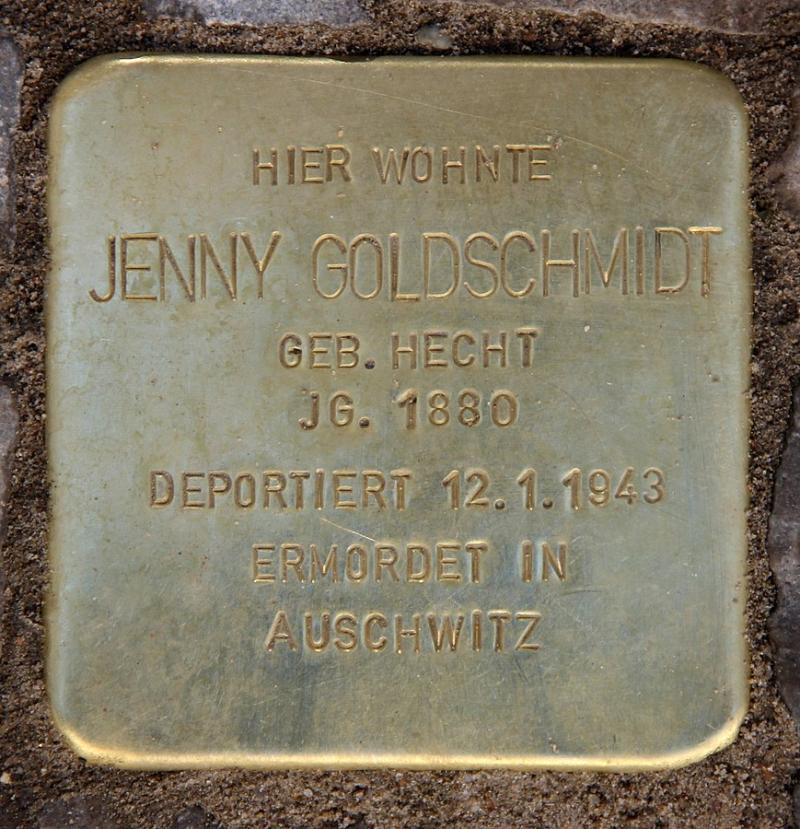 HIER WOHNTE
JENNY GOLDSCHMIDT
GEB. HECHT
JG. 1880
DEPORTIERT 12.1.1943
ERMORDET IN
AUSCHWITZ